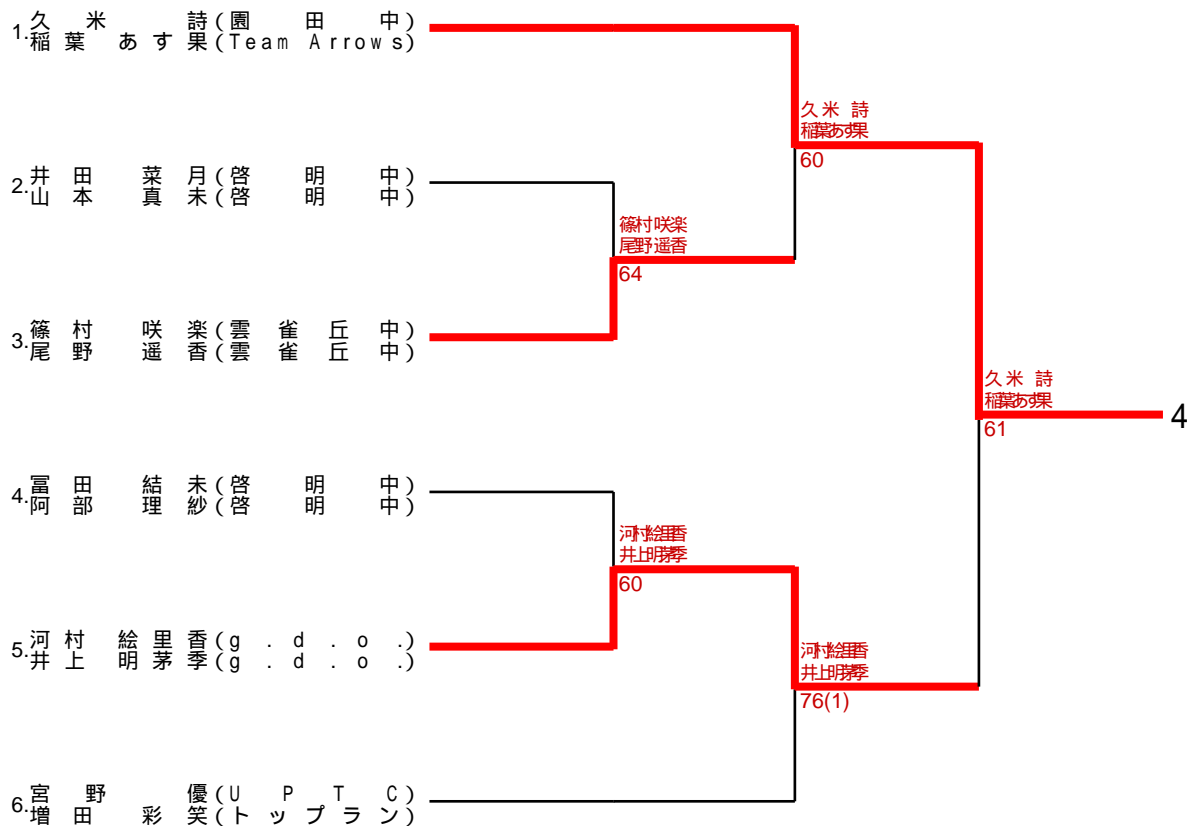 1.久米 詩(園田中)
稲葉 あす果(Team Arrows)
久米 詩
稲葉あす果
60
2.井田 菜月(啓明中)
山本 真未(啓明中)
篠村 咲楽
尾野 遥香
64
3.篠村 咲楽(雲雀丘中)
尾野 遥香(雲雀丘中)
久米 詩
稲葉あす果
61
4
4.冨田 結未(啓明中)
阿部 理紗(啓明中)
河村絵里香
井上明茅季
60
5.河村 絵里香(g.d.o.)
井上 明茅季(g.d.o.)
河村絵里香
井上明茅季
76(1)
6.宮野 優(UPTC)
増田 彩笑(トップラン)